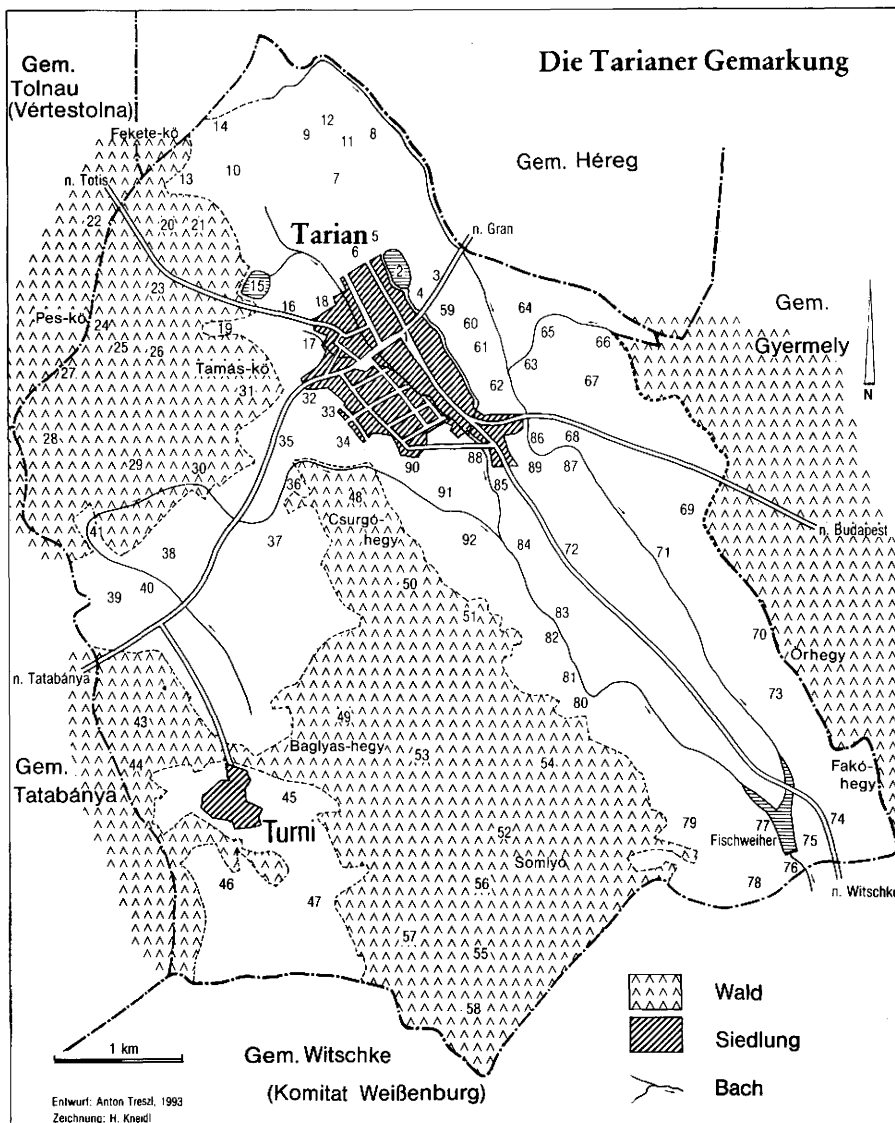 Die Tarianer Gemarkung
Gem.
Tolnau
(Vértestolna)
Fekete-kő
n. Totis
Gem. Héreg
n. Gran
Tarian
Gem.
Gyermely
N
Pes-kő
Tamás-kő
Csurgó-
hegy
n. Budapest
n. Tatabánya
Őrhegy
Baglyas-hegy
Gem.
Tatabánya
Turni
Fakó-
hegy
Fischweiher
Somlyó
n. Witschke
14
12
9
11
8
13
10
7
22
20
21
5
6
2
3
4
15
23
16
18
59
60
64
24
19
17
61
65
66
25
26
63
67
27
31
32
62
33
28
35
34
86
68
90
88
89
87
29
30
36
48
85
91
69
41
38
37
92
84
72
71
39
40
50
51
83
82
70
81
80
73
43
49
53
54
44
45
79
77
75
74
52
76
78
46
47
56
57
55
58
1 km
Gem. Witschke
(Komitat Weißenburg)
Wald
Siedlung
Bach
Entwurf: Anton Treszl, 1993
Zeichnung: H. Kneidl